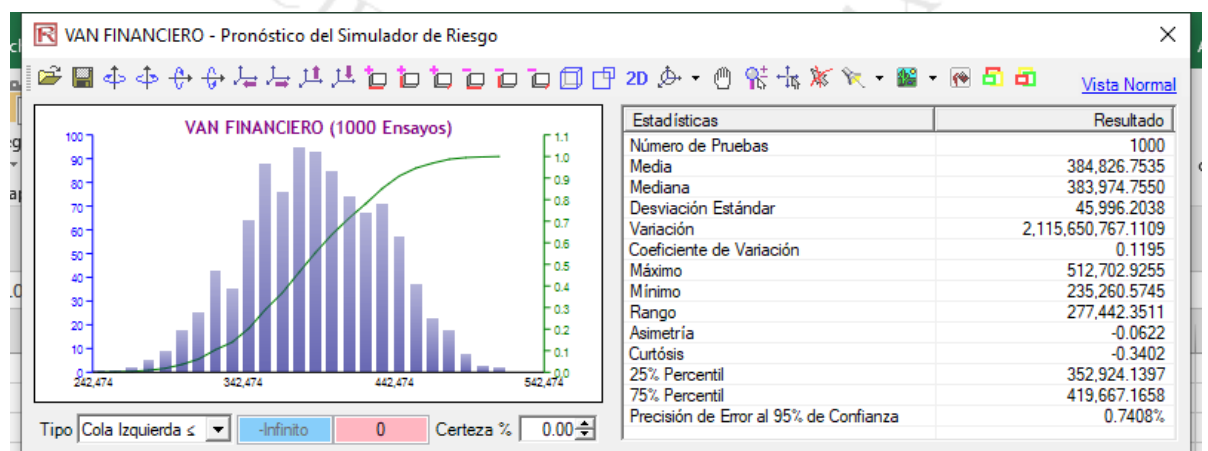 VAN FINANCIERO - Pronóstico del Simulador de Riesgo
2D
Vista Normal
VAN FINANCIERO (1000 Ensayos)
100
90
80
70
60
50
40
30
20
10
0
1.1
1.0
0.9
0.8
0.7
0.6
0.5
0.4
0.3
0.2
0.1
0.0
242,474 342,474 442,474 542,474
Tipo Cola Izquierda ≤ -Infinito 0 Certeza % 0.00
Estadísticas Resultado
Número de Pruebas 1000
Media 384,826.7535
Mediana 383,974.7550
Desviación Estándar 45,996.2038
Variación 2,115,650,767.1109
Coeficiente de Variación 0.1195
Máximo 512,702.9255
Mínimo 235,260.5745
Rango 277,442.3511
Asimetría -0.0622
Curtósis -0.3402
25% Percentil 352,924.1397
75% Percentil 419,667.1658
Precisión de Error al 95% de Confianza 0.7408%